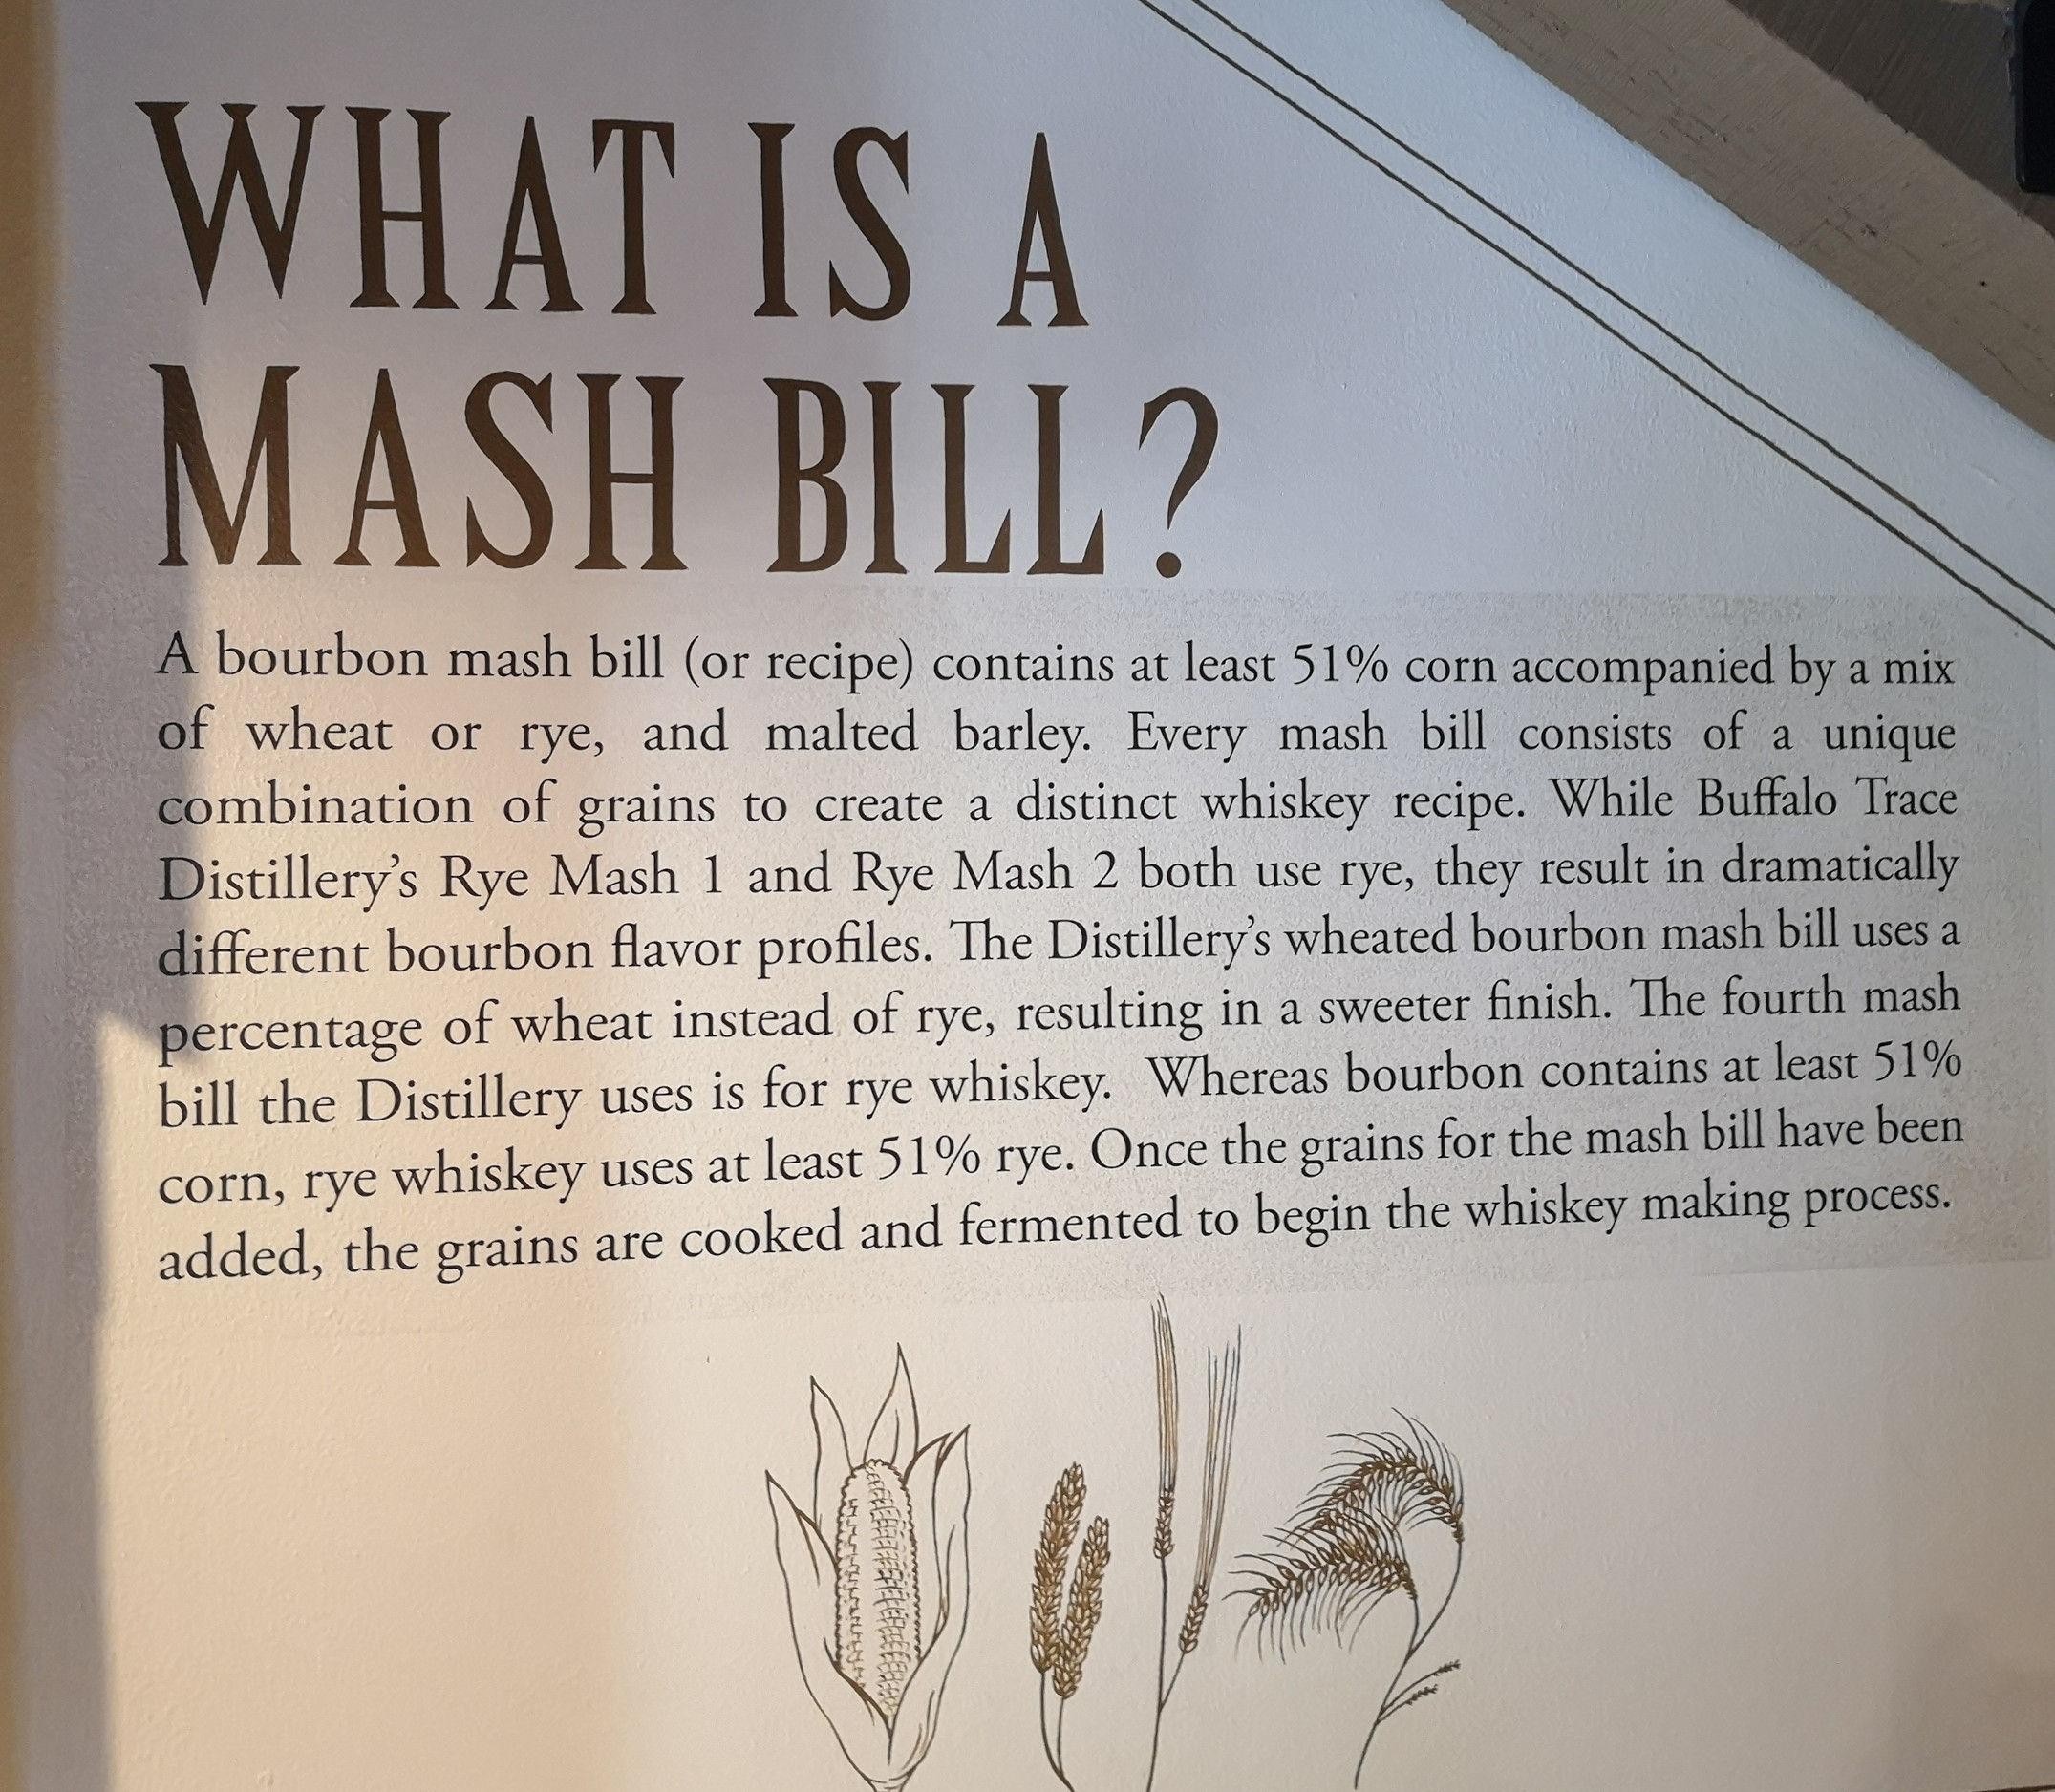 WHAT IS A
MASH BILL?
A bourbon mash bill (or recipe) contains at least 51% corn accompanied by a mix
of wheat or rye, and malted barley. Every mash bill consists of a unique
combination of grains to create a distinct whiskey recipe. While Buffalo Trace
Distillery’s Rye Mash 1 and Rye Mash 2 both use rye, they result in dramatically
different bourbon flavor profiles. The Distillery’s wheated bourbon mash bill uses a
percentage of wheat instead of rye, resulting in a sweeter finish. The fourth mash
bill the Distillery uses is for rye whiskey.  Whereas bourbon contains at least 51%
corn, rye whiskey uses at least 51% rye. Once the grains for the mash bill have been
added, the grains are cooked and fermented to begin the whiskey making process.